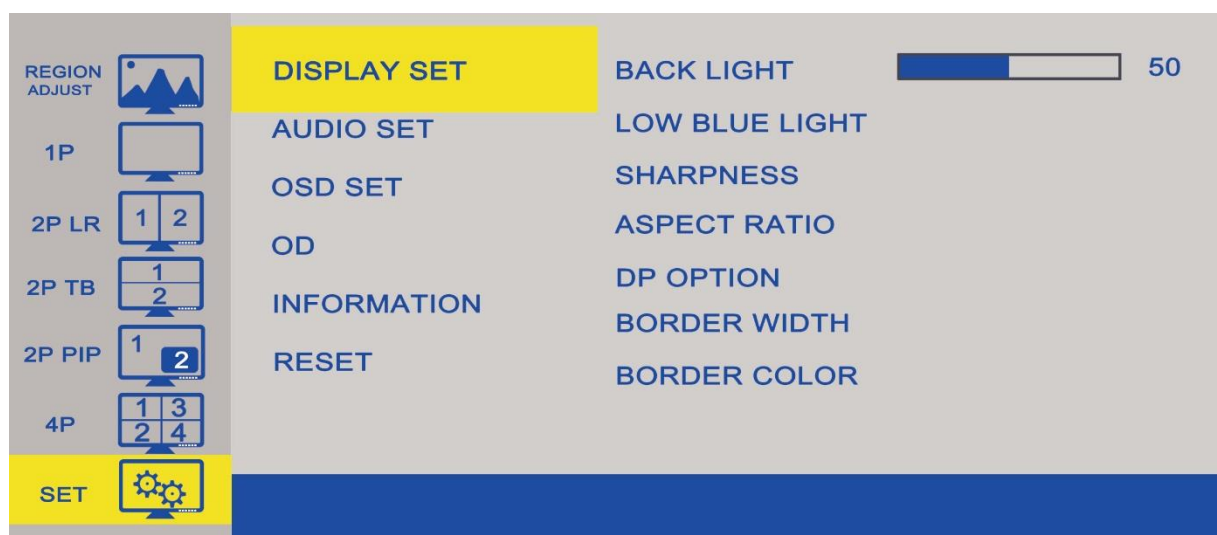 REGION
ADJUST
1P
2P LR
1 2
2P TB
1
2
2P PIP
1
2
4P
1 3
2 4
SET
DISPLAY SET
AUDIO SET
OSD SET
OD
INFORMATION
RESET
BACK LIGHT 50
LOW BLUE LIGHT
SHARPNESS
ASPECT RATIO
DP OPTION
BORDER WIDTH
BORDER COLOR